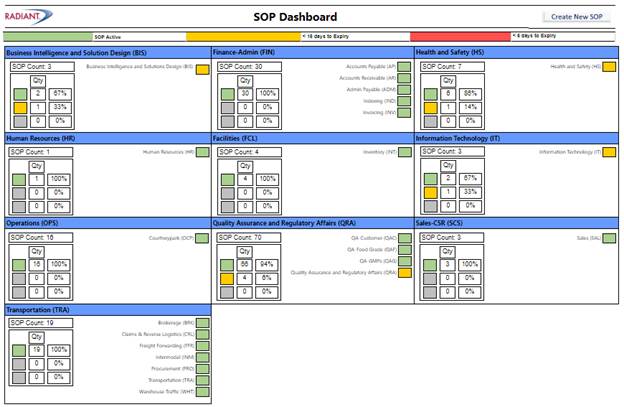 RADIANT
SOP Dashboard
Create New SOP
SOP Active
< 16 days to Expiry
< 6 days to Expiry
Business Intelligence and Solution Design (BIS)
SOP Count: 3
Business Intelligence and Solutions Design (BIS)
Qty
2 67%
1 33%
0 0%
Finance-Admin (FIN)
SOP Count: 30
Accounts Payable (AP)
Accounts Receivable (AR)
Admin Payable (ADM)
Indexing (IND)
Invoicing (INV)
Qty
30 100%
0 0%
0 0%
Health and Safety (HS)
SOP Count: 7
Health and Safety (HS)
Qty
6 86%
1 14%
0 0%
Human Resources (HR)
SOP Count: 1
Human Resources (HR)
Qty
1 100%
0 0%
0 0%
Facilities (FCL)
SOP Count: 4
Inventory (INT)
Qty
4 100%
0 0%
0 0%
Information Technology (IT)
SOP Count: 3
Information Technology (IT)
Qty
2 67%
1 33%
0 0%
Operations (OPS)
SOP Count: 16
Courtneypark (OCP)
Qty
16 100%
0 0%
0 0%
Quality Assurance and Regulatory Affairs (QRA)
SOP Count: 70
QA Customer (QAC)
QA Food Grade (QAF)
QA GMPs (QAG)
Quality Assurance and Regulatory Affairs (QRA)
Qty
66 94%
4 6%
0 0%
Sales-CSR (SCS)
SOP Count: 3
Sales (SAL)
Qty
3 100%
0 0%
0 0%
Transportation (TRA)
SOP Count: 19
Brokerage (BRK)
Claims & Reverse Logistics (CRL)
Freight Forwarding (TFR)
Intermodal (INM)
Procurement (PRO)
Transportation (TRA)
Warehouse Traffic (WHT)
Qty
19 100%
0 0%
0 0%